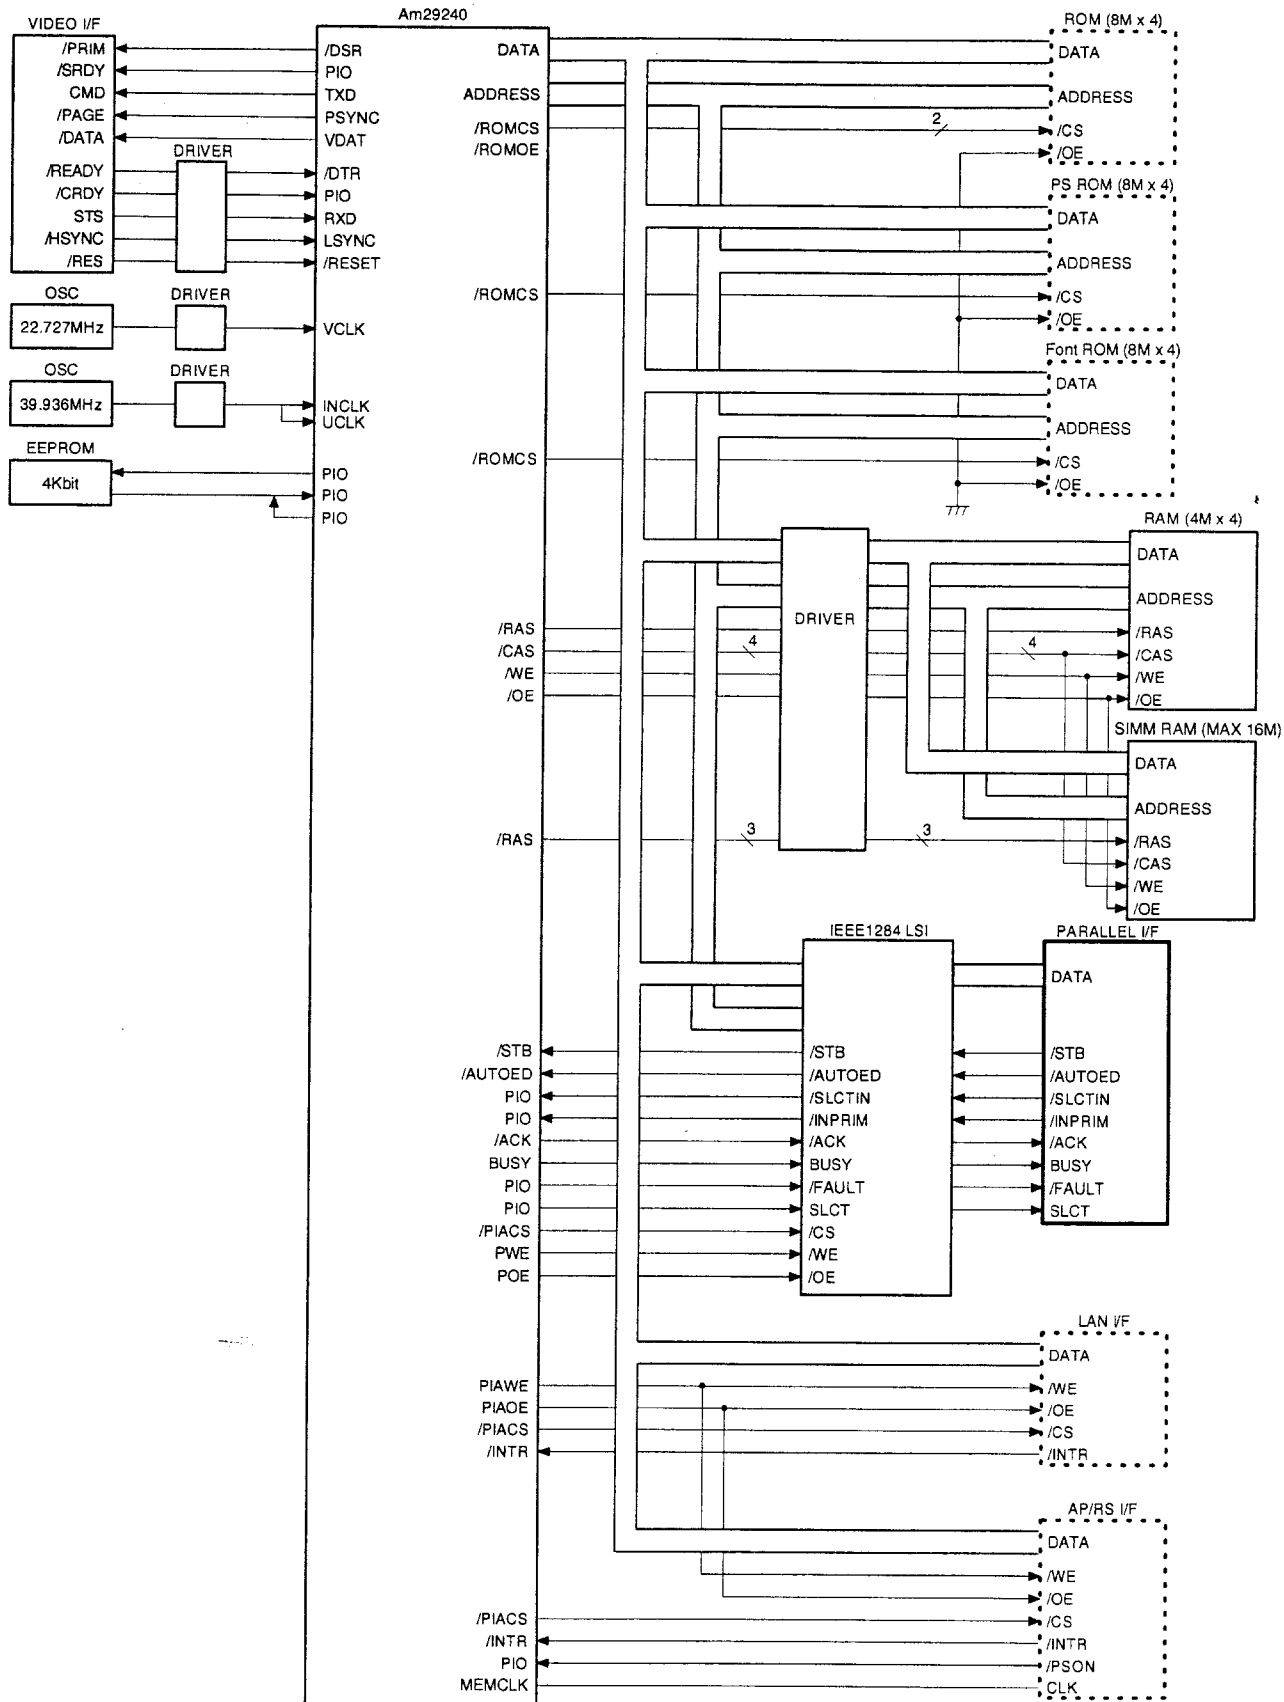 Am29240
VIDEO I/F
/PRIM
/SRDY
CMD
/PAGE
/DATA
/READY
/CRDY
STS
/HSYNC
/RES
DRIVER
OSC
22.727MHz
DRIVER
OSC
39.936MHz
DRIVER
EEPROM
4Kbit
/DSR
PIO
TXD
PSYNC
VDAT
/DTR
PIO
RXD
LSYNC
/RESET
VCLK
INCLK
UCLK
PIO
PIO
PIO
DATA
ADDRESS
/ROMCS
/ROMOE
/ROMCS
/ROMCS
/RAS
/CAS
/WE
/OE
/RAS
/STB
/AUTOED
PIO
PIO
/ACK
BUSY
PIO
PIO
/PIACS
PWE
POE
PIAWE
PIAOE
/PIACS
/INTR
/PIACS
/INTR
PIO
MEMCLK
2
ROM (8M x 4)
DATA
ADDRESS
/CS
/OE
PS ROM (8M x 4)
DATA
ADDRESS
/CS
/OE
Font ROM (8M x 4)
DATA
ADDRESS
/CS
/OE
DRIVER
4
4
3
3
RAM (4M x 4)
DATA
ADDRESS
/RAS
/CAS
/WE
/OE
SIMM RAM (MAX 16M)
DATA
ADDRESS
/RAS
/CAS
/WE
/OE
IEEE1284 LSI
/STB
/AUTOED
/SLCTIN
/INPRIM
/ACK
BUSY
/FAULT
SLCT
/CS
/WE
/OE
PARALLEL I/F
DATA
/STB
/AUTOED
/SLCTIN
/INPRIM
/ACK
BUSY
/FAULT
SLCT
LAN I/F
DATA
/WE
/OE
/CS
/INTR
AP/RS I/F
DATA
/WE
/OE
/CS
/INTR
/PSON
CLK